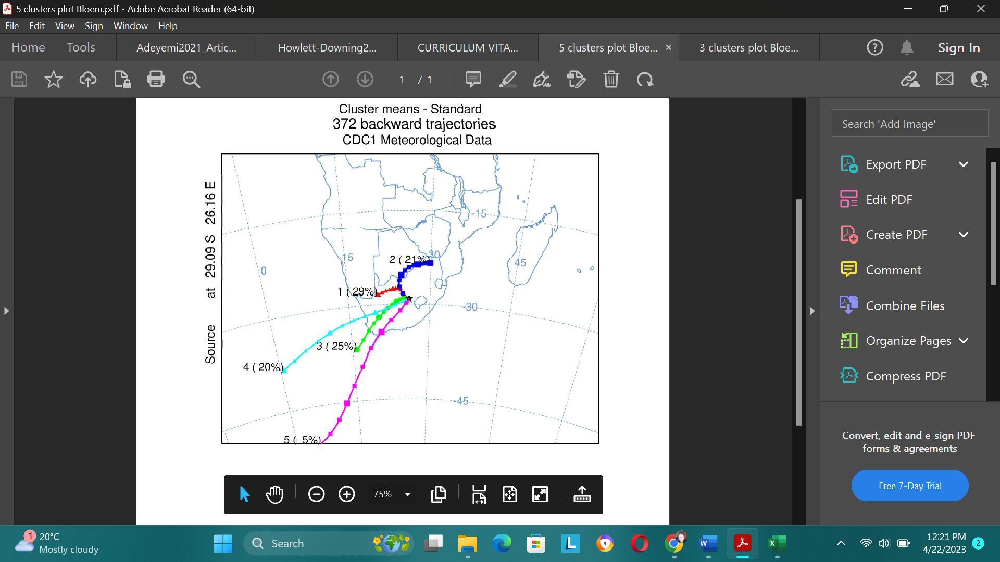 5 clusters plot Bloem.pdf - Adobe Acrobat Reader (64-bit)
File Edit View Sign Window Help
Home Tools Adeyemi2021_Artic... Howlett-Downing2... CURRICULUM VITA... 5 clusters plot Bloe... × 3 clusters plot Bloe... Sign In
1 / 1
Cluster means - Standard
372 backward trajectories
CDC1 Meteorological Data
Source at 29.09 S 26.16 E
-15
15
30
45
0
2 ( 21%)
1 ( 29%)
-30
3 ( 25%)
4 ( 20%)
-45
5 ( 5%)
75%
Search 'Add Image'
Export PDF
Edit PDF
Create PDF
Comment
Combine Files
Organize Pages
Compress PDF
Convert, edit and e-sign PDF
forms & agreements
Free 7-Day Trial
1
20°C
Mostly cloudy
Search
L
W
X
12:21 PM
4/22/2023
2